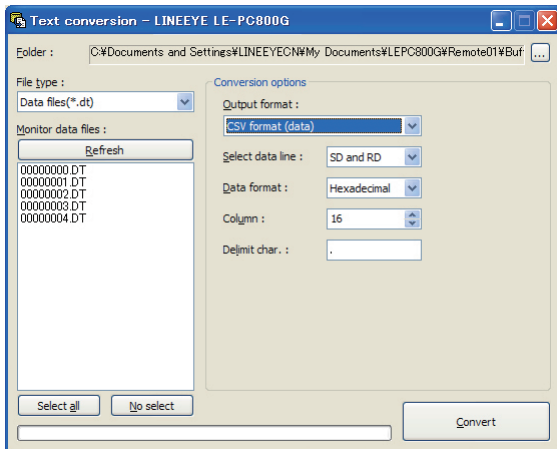 Text conversion - LINEEYE LE-PC800G
Folder :
C:¥Documents and Settings¥LINEEYECN¥My Documents¥LEPC800G¥Remote01¥Buf
...
File type :
Data files(*.dt)
Monitor data files :
Refresh
00000000.DT
00000001.DT
00000002.DT
00000003.DT
00000004.DT
Select all
No select
Conversion options
Output format :
CSV format (data)
Select data line :
SD and RD
Data format :
Hexadecimal
Column :
16
Delimit char. :
,
Convert